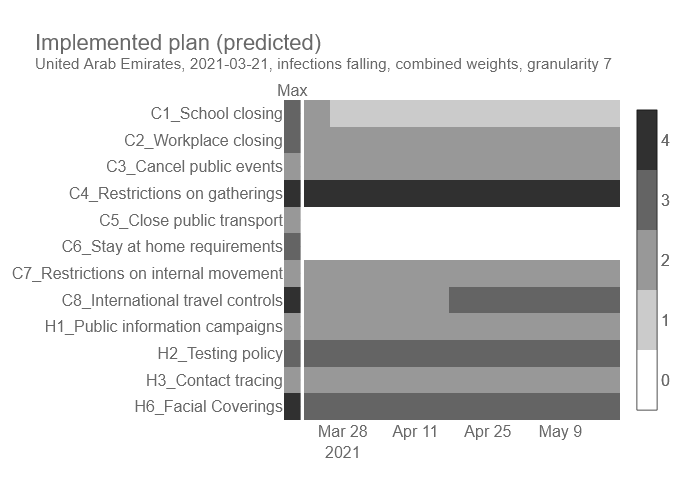 Implemented plan (predicted)
United Arab Emirates, 2021-03-21, infections falling, combined weights, granularity 7
Max
C1_School closing
C2_Workplace closing
C3_Cancel public events
C4_Restrictions on gatherings
C5_Close public transport
C6_Stay at home requirements
C7_Restrictions on internal movement
C8_International travel controls
H1_Public information campaigns
H2_Testing policy
H3_Contact tracing
H6_Facial Coverings
4
3
2
1
0
Mar 28 Apr 11 Apr 25 May 9
2021